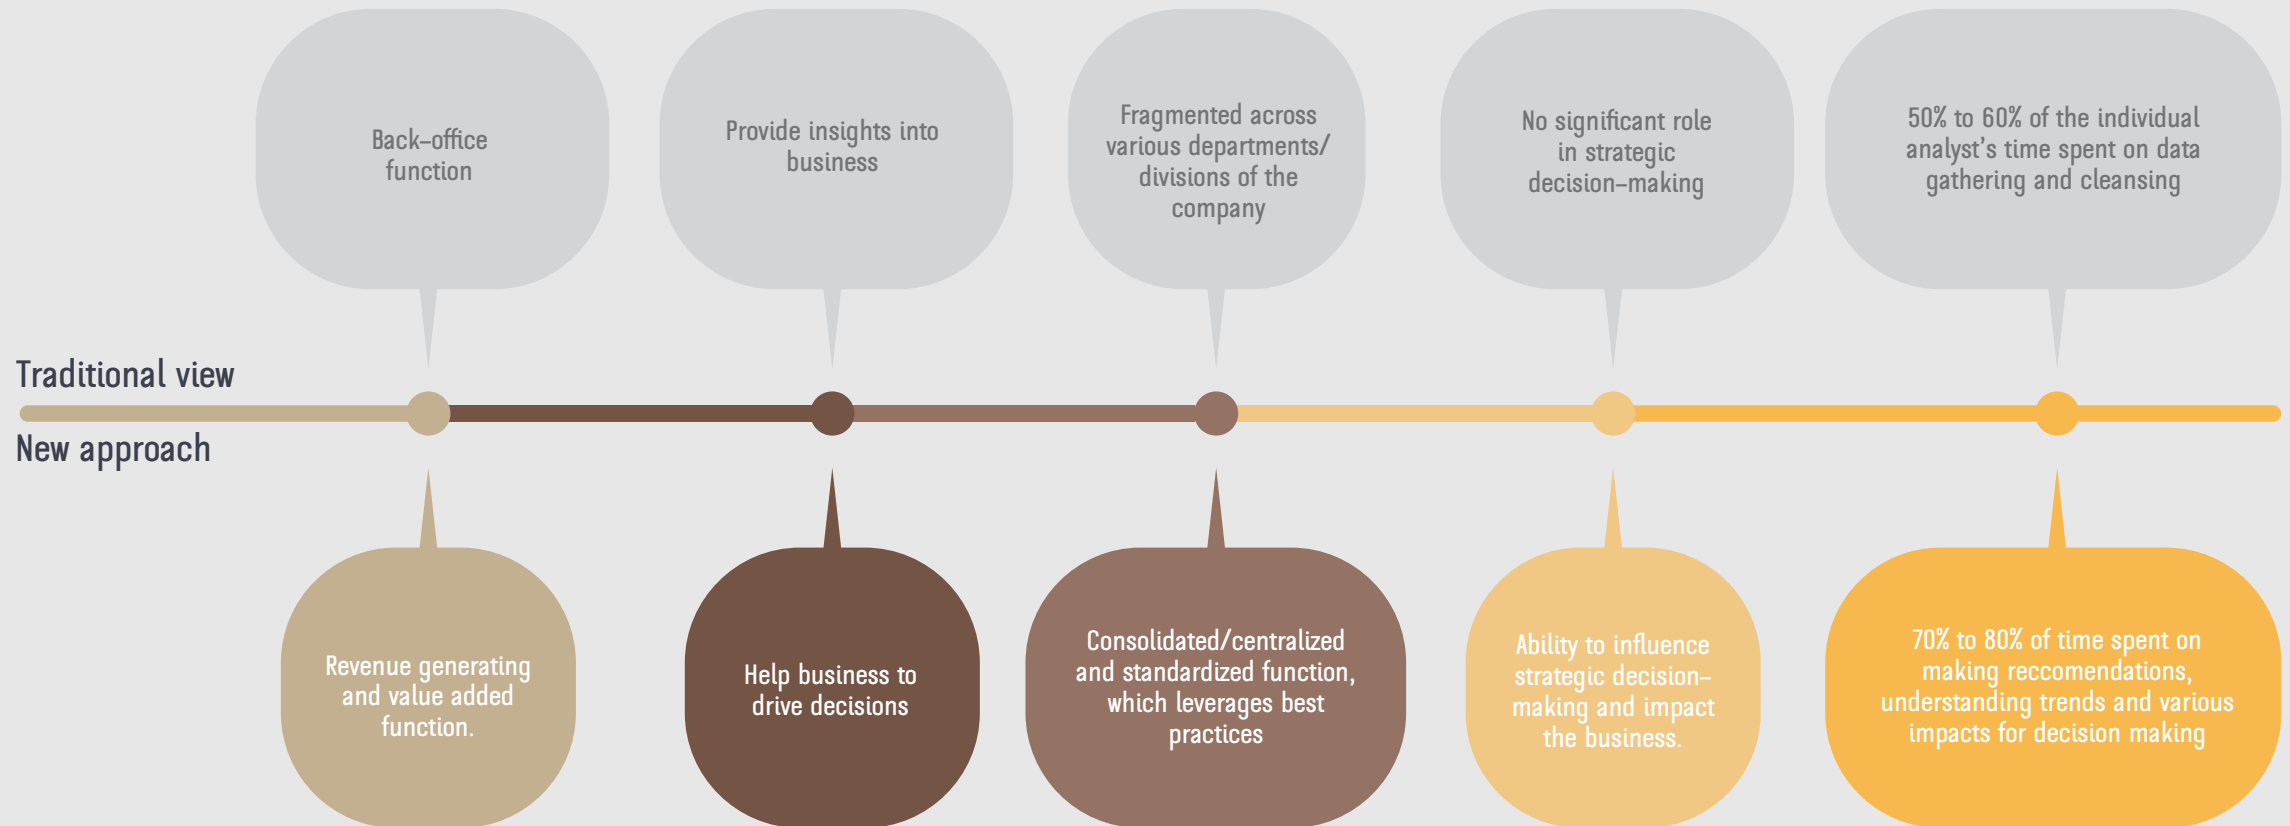 Back-office
function
Provide insights into
business
Fragmented across
various departments/
divisions of the
company
No significant role
in strategic
decision-making
50% to 60% of the individual
analyst's time spent on data
gathering and cleansing
Traditional view
New approach
Revenue generating
and value added
function.
Help business to
drive decisions
Consolidated/centralized
and standardized function,
which leverages best
practices
Ability to influence
strategic decision-
making and impact
the business.
70% to 80% of time spent on
making reccomendations,
understanding trends and various
impacts for decision making